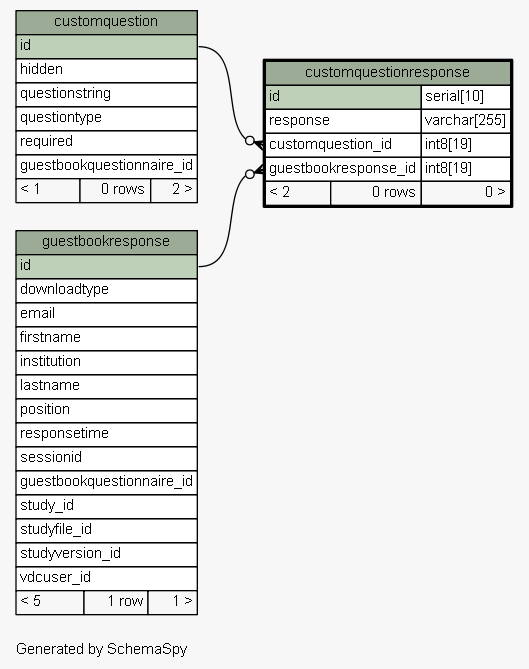 customquestion
id
hidden
questionstring
questiontype
required
guestbookquestionnaire_id
< 1 0 rows 2 >
customquestionresponse
id serial[10]
response varchar[255]
customquestion_id int8[19]
guestbookresponse_id int8[19]
< 2 0 rows 0 >
guestbookresponse
id
downloadtype
email
firstname
institution
lastname
position
responsetime
sessionid
guestbookquestionnaire_id
study_id
studyfile_id
studyversion_id
vdcuser_id
< 5 1 row 1 >
Generated by SchemaSpy